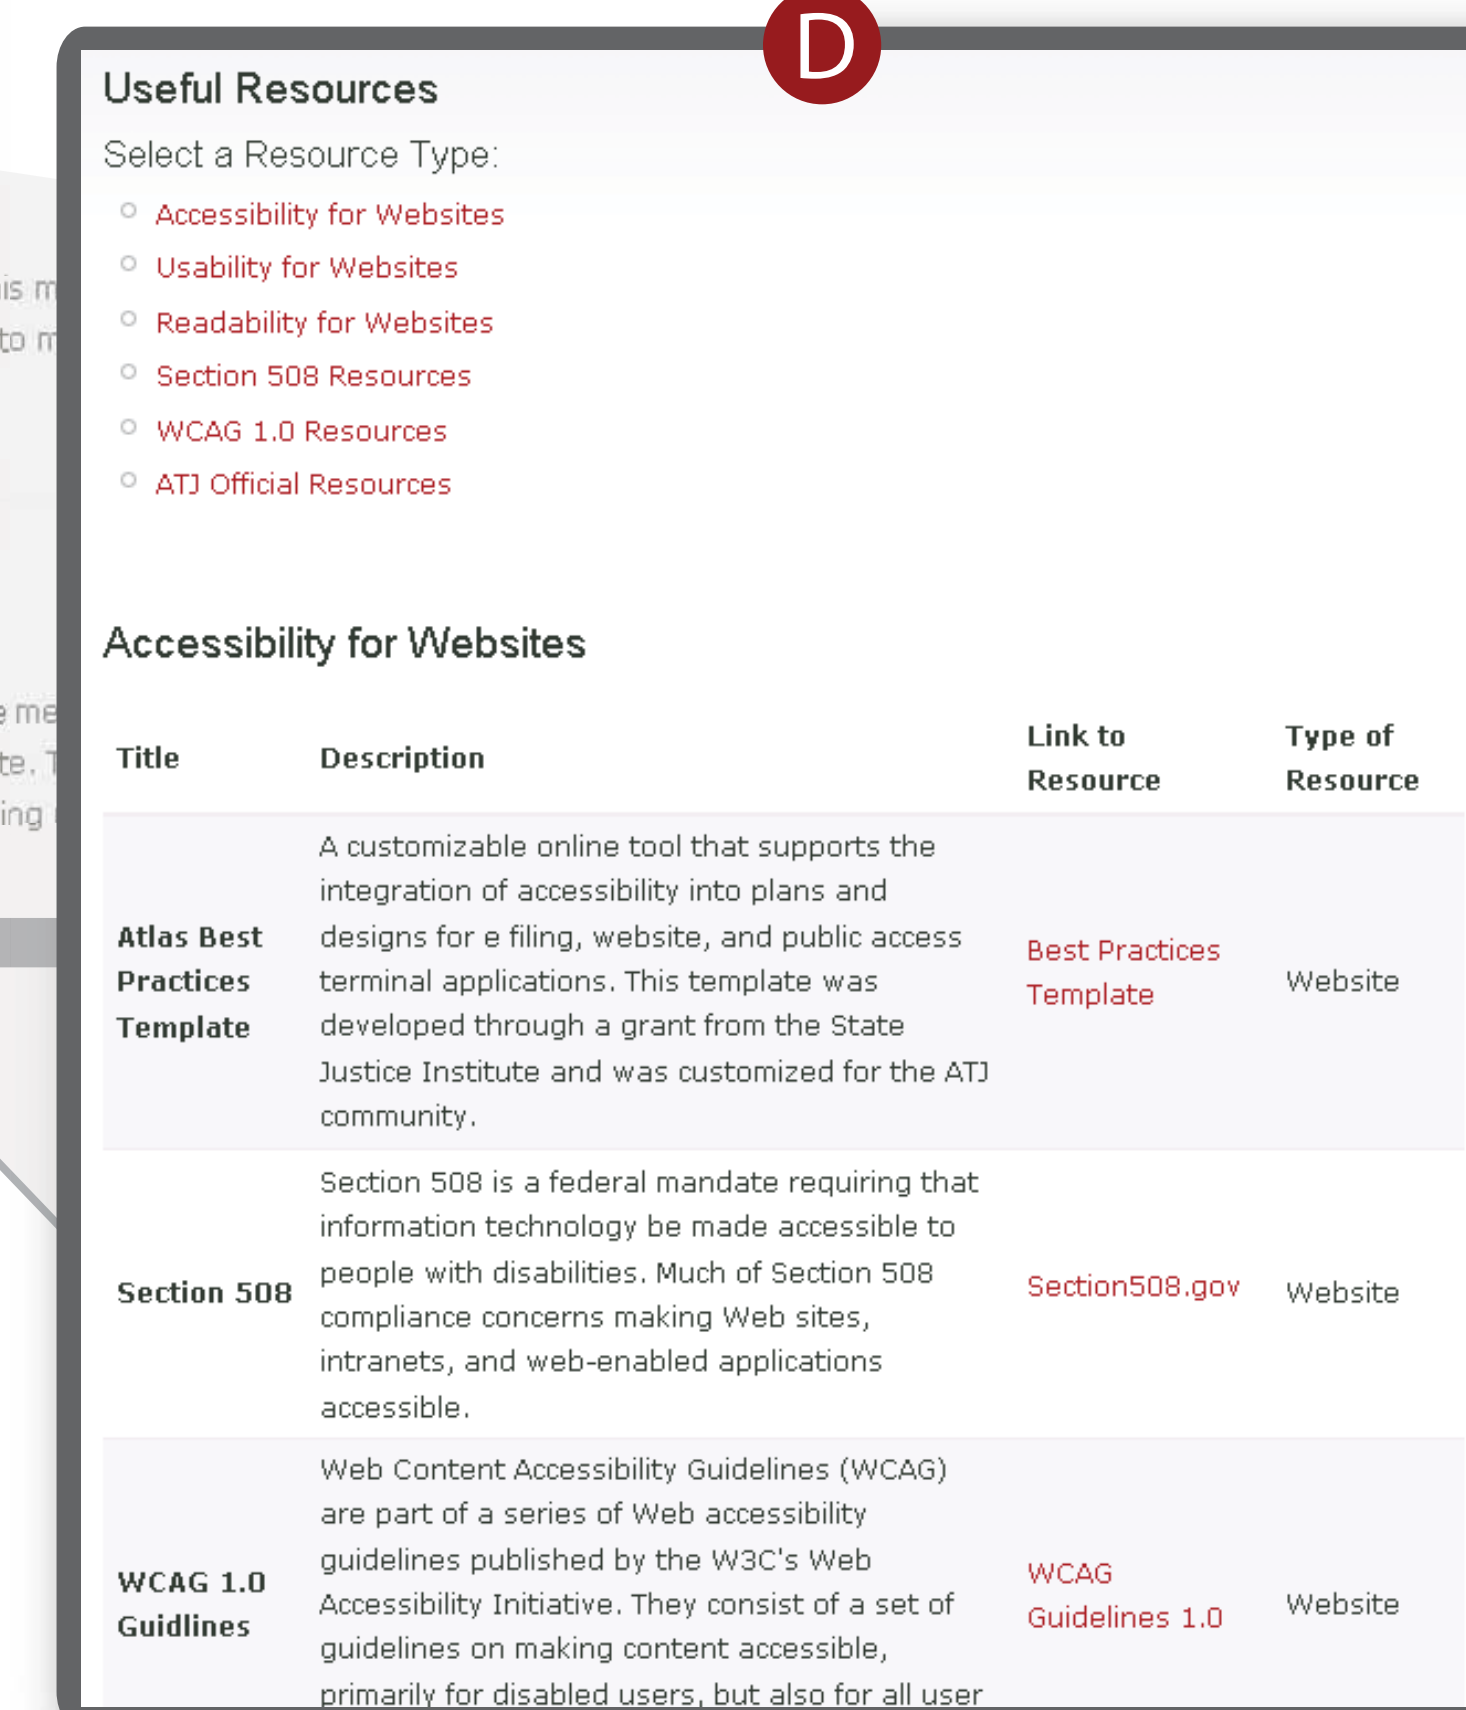 D
Useful Resources
Select a Resource Type:
Accessibility for Websites
Usability for Websites
Readability for Websites
Section 508 Resources
WCAG 1.0 Resources
ATJ Official Resources
Accessibility for Websites
Title
Description
Link to
Resource
Type of
Resource
Atlas Best
Practices
Template
A customizable online tool that supports the
integration of accessibility into plans and
designs for e filing, website, and public access
terminal applications. This template was
developed through a grant from the State
Justice Institute and was customized for the ATJ
community.
Best Practices
Template
Website
Section 508
Section 508 is a federal mandate requiring that
information technology be made accessible to
people with disabilities. Much of Section 508
compliance concerns making Web sites,
intranets, and web-enabled applications
accessible.
Section508.gov
Website
WCAG 1.0
Guidlines
Web Content Accessibility Guidelines (WCAG)
are part of a series of Web accessibility
guidelines published by the W3C's Web
Accessibility Initiative. They consist of a set of
guidelines on making content accessible,
primarily for disabled users, but also for all user
WCAG
Guidelines 1.0
Website